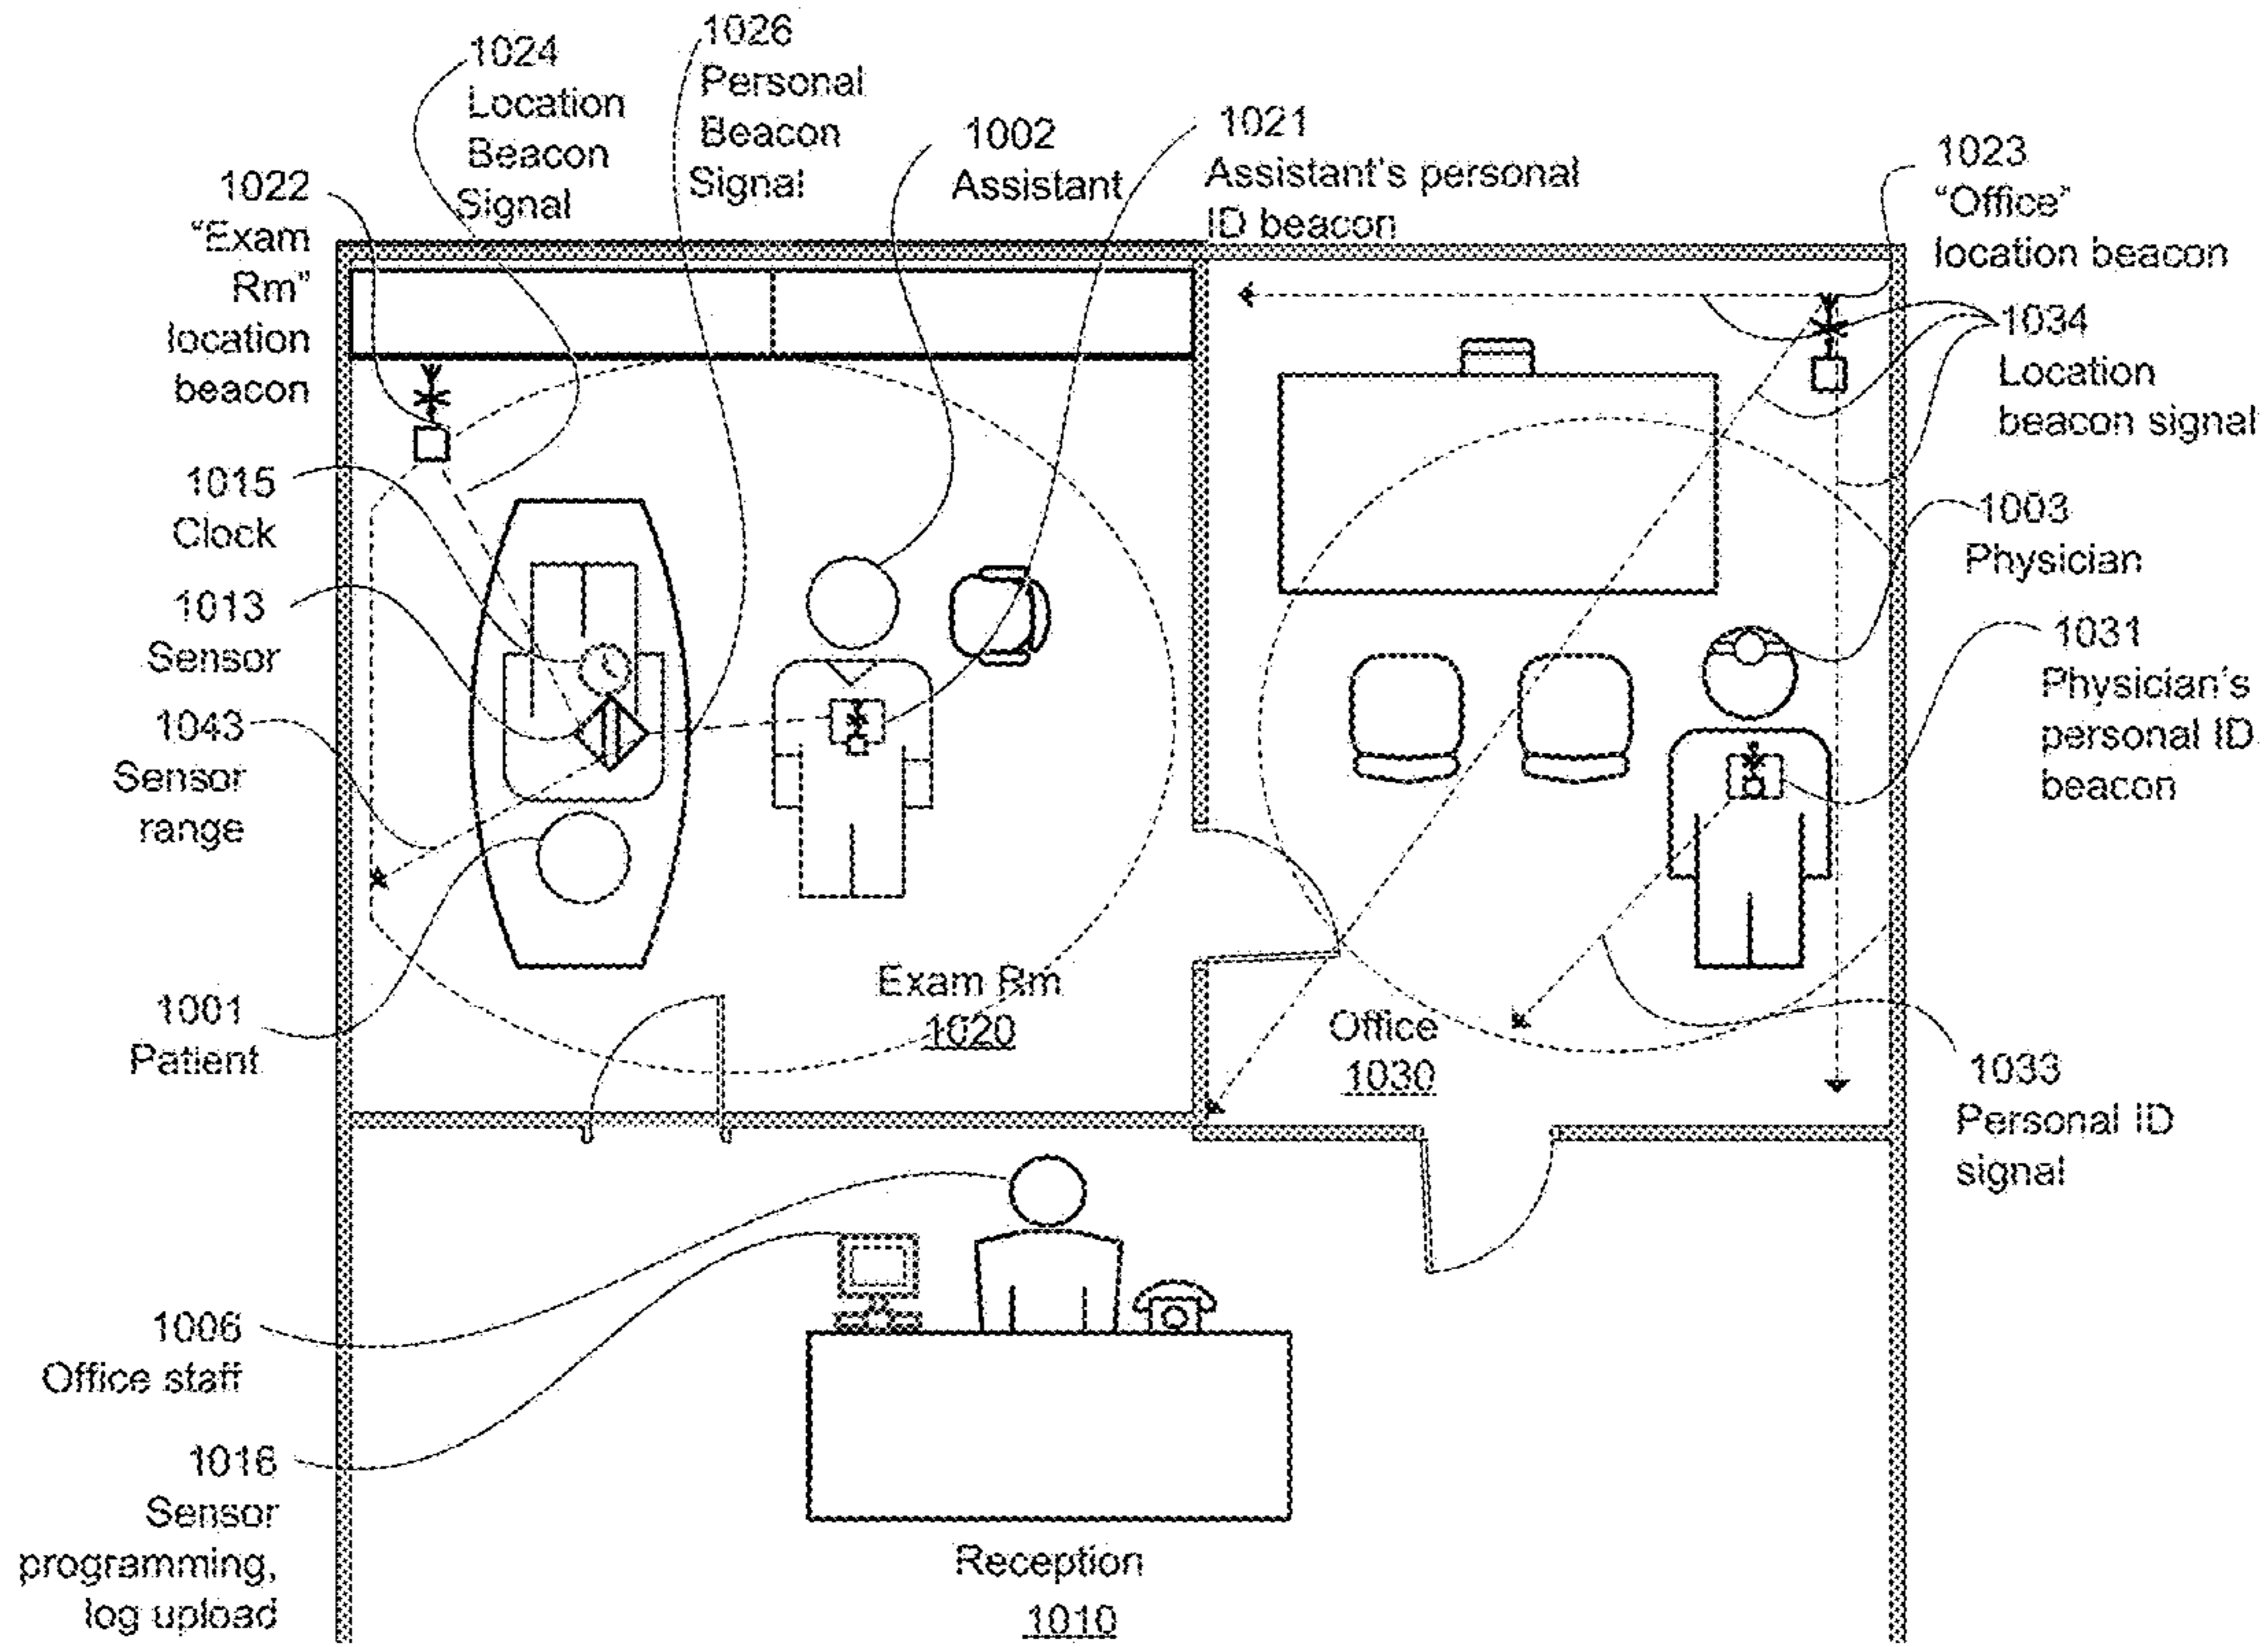 1024
Location
Beacon
Signal
1026
Personal
Beacon
Signal
1002
Assistant
1021
Assistant's personal
ID beacon
1022
“Exam
Rm”
location
beacon
1023
“Office”
location beacon
1034
Location
beacon signal
1015
Clock
1013
Sensor
1043
Sensor
range
1003
Physician
1031
Physician's
personal ID
beacon
1001
Patient
Exam Rm
1020
Office
1030
1033
Personal ID
signal
1006
Office staff
1016
Sensor
programming,
log upload
Reception
1010